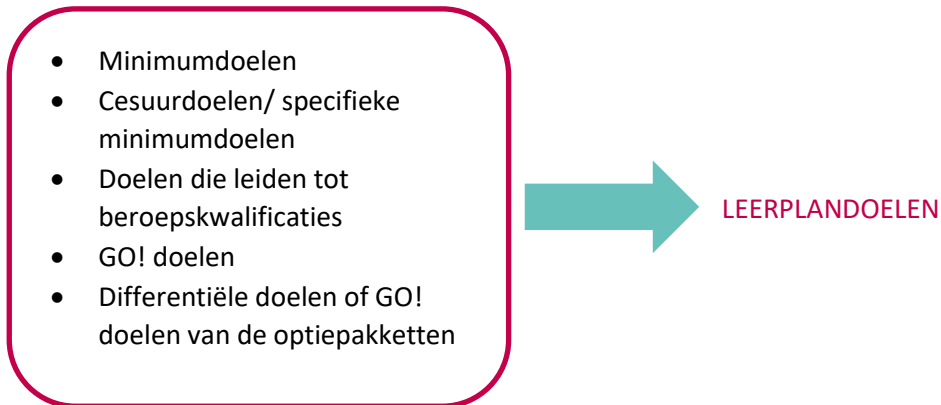 • Minimumdoelen
• Cesuurdoelen/ specifieke
minimumdoelen
• Doelen die leiden tot
beroepskwalificaties
• GO! doelen
• Differentiële doelen of GO!
doelen van de optiepakketten
LEERPLANDOELEN